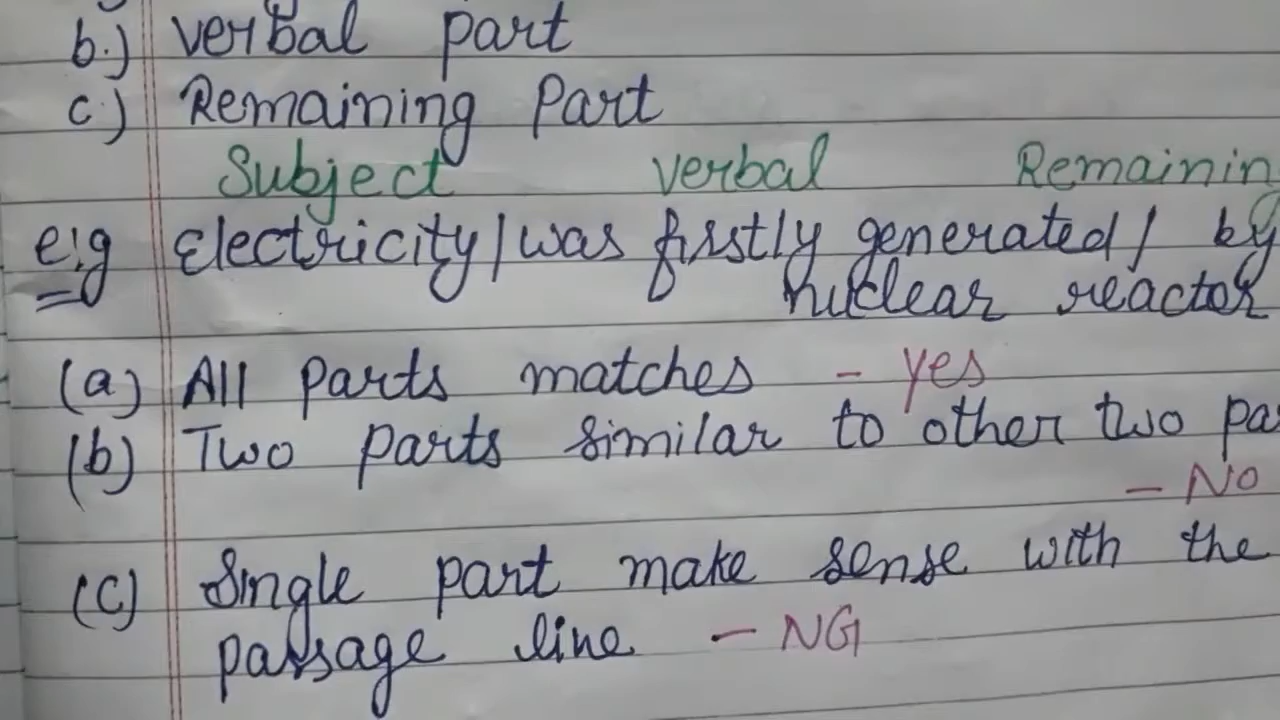 b.) verbal part
c.) Remaining Part
Subject verbal Remainin
e.g Electricity / was firstly generated / by
nuclear reactor
(a) All parts matches - yes
(b) Two parts similar to other two pa
- No
(c) Single part make sense with the
passage line - NG